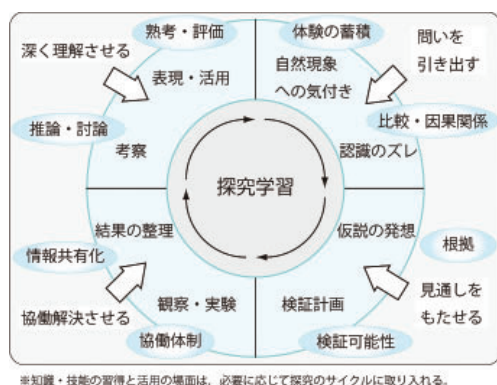 熟考・評価
体験の蓄積
深く理解させる
問いを
引き出す
表現・活用
自然現象
への気付き
推論・討論
比較・因果関係
考察
認識のズレ
探究学習
結果の整理
仮説の発想
情報共有化
根拠
観察・実験
検証計画
見通しを
もたせる
協働解決させる
協働体制
検証可能性
※知識・技能の習得と活用の場面は，必要に応じて探究のサイクルに取り入れる。